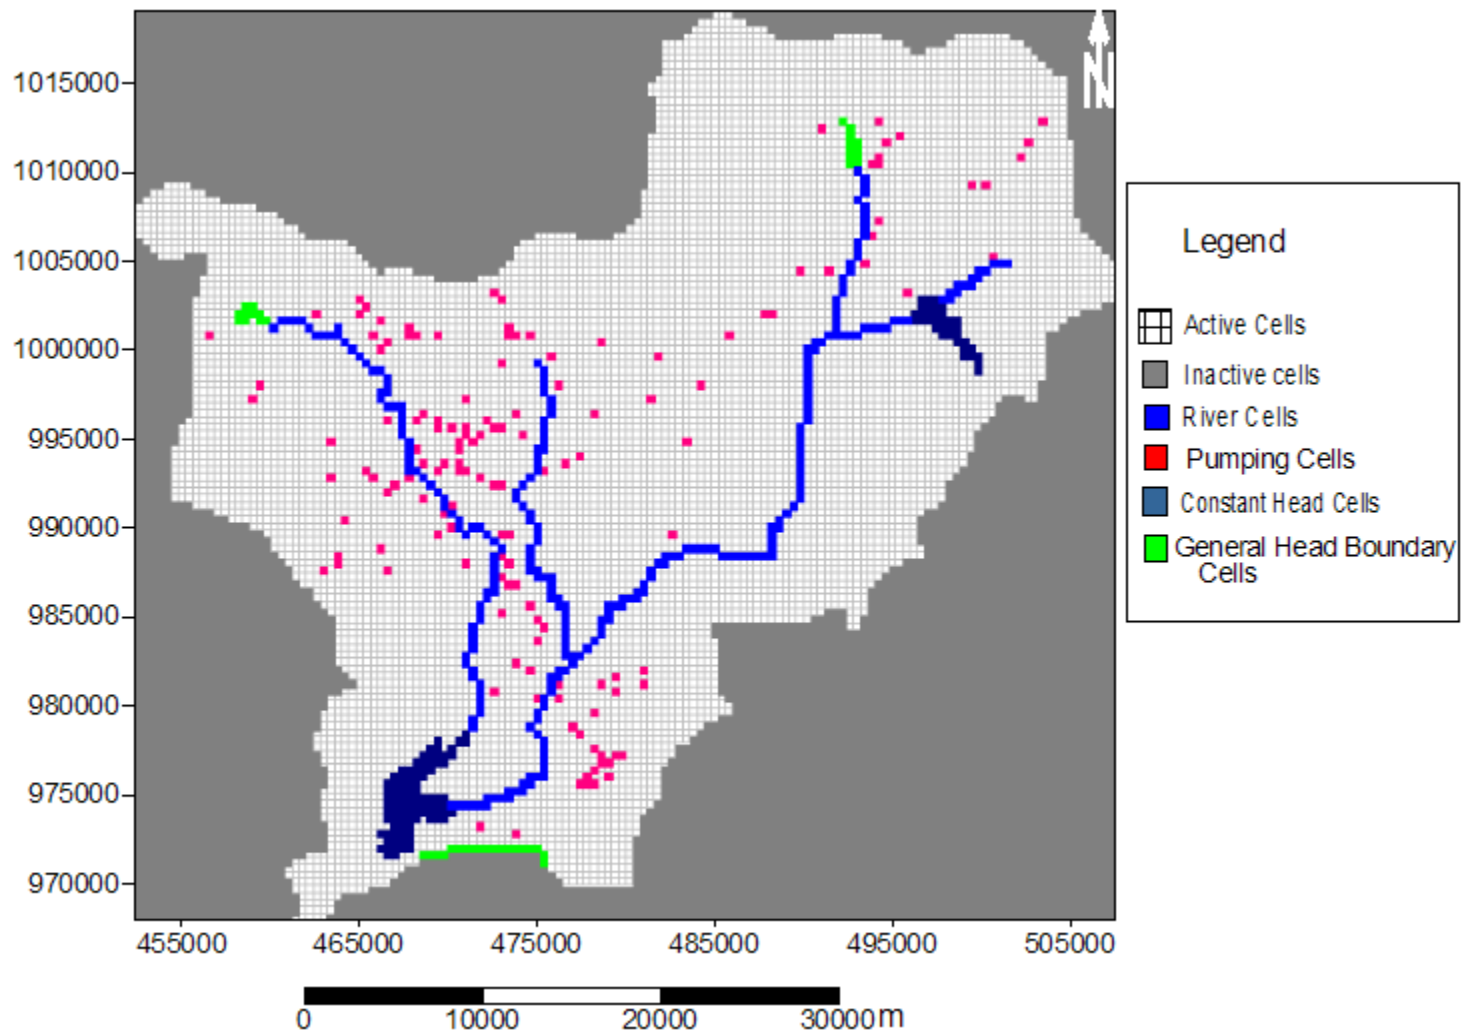 N
1015000
1010000
1005000
1000000
995000
990000
985000
980000
975000
970000
455000 465000 475000 485000 495000 505000
0 10000 20000 30000 m
Legend
Active Cells
Inactive cells
River Cells
Pumping Cells
Constant Head Cells
General Head Boundary
Cells